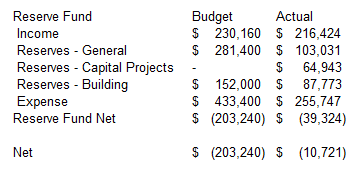 Reserve Fund Budget Actual
Income $ 230,160 $ 216,424
Reserves - General $ 281,400 $ 103,031
Reserves - Capital Projects - $ 64,943
Reserves - Building $ 152,000 $ 87,773
Expense $ 433,400 $ 255,747
Reserve Fund Net $ (203,240) $ (39,324)
Net $ (203,240) $ (10,721)